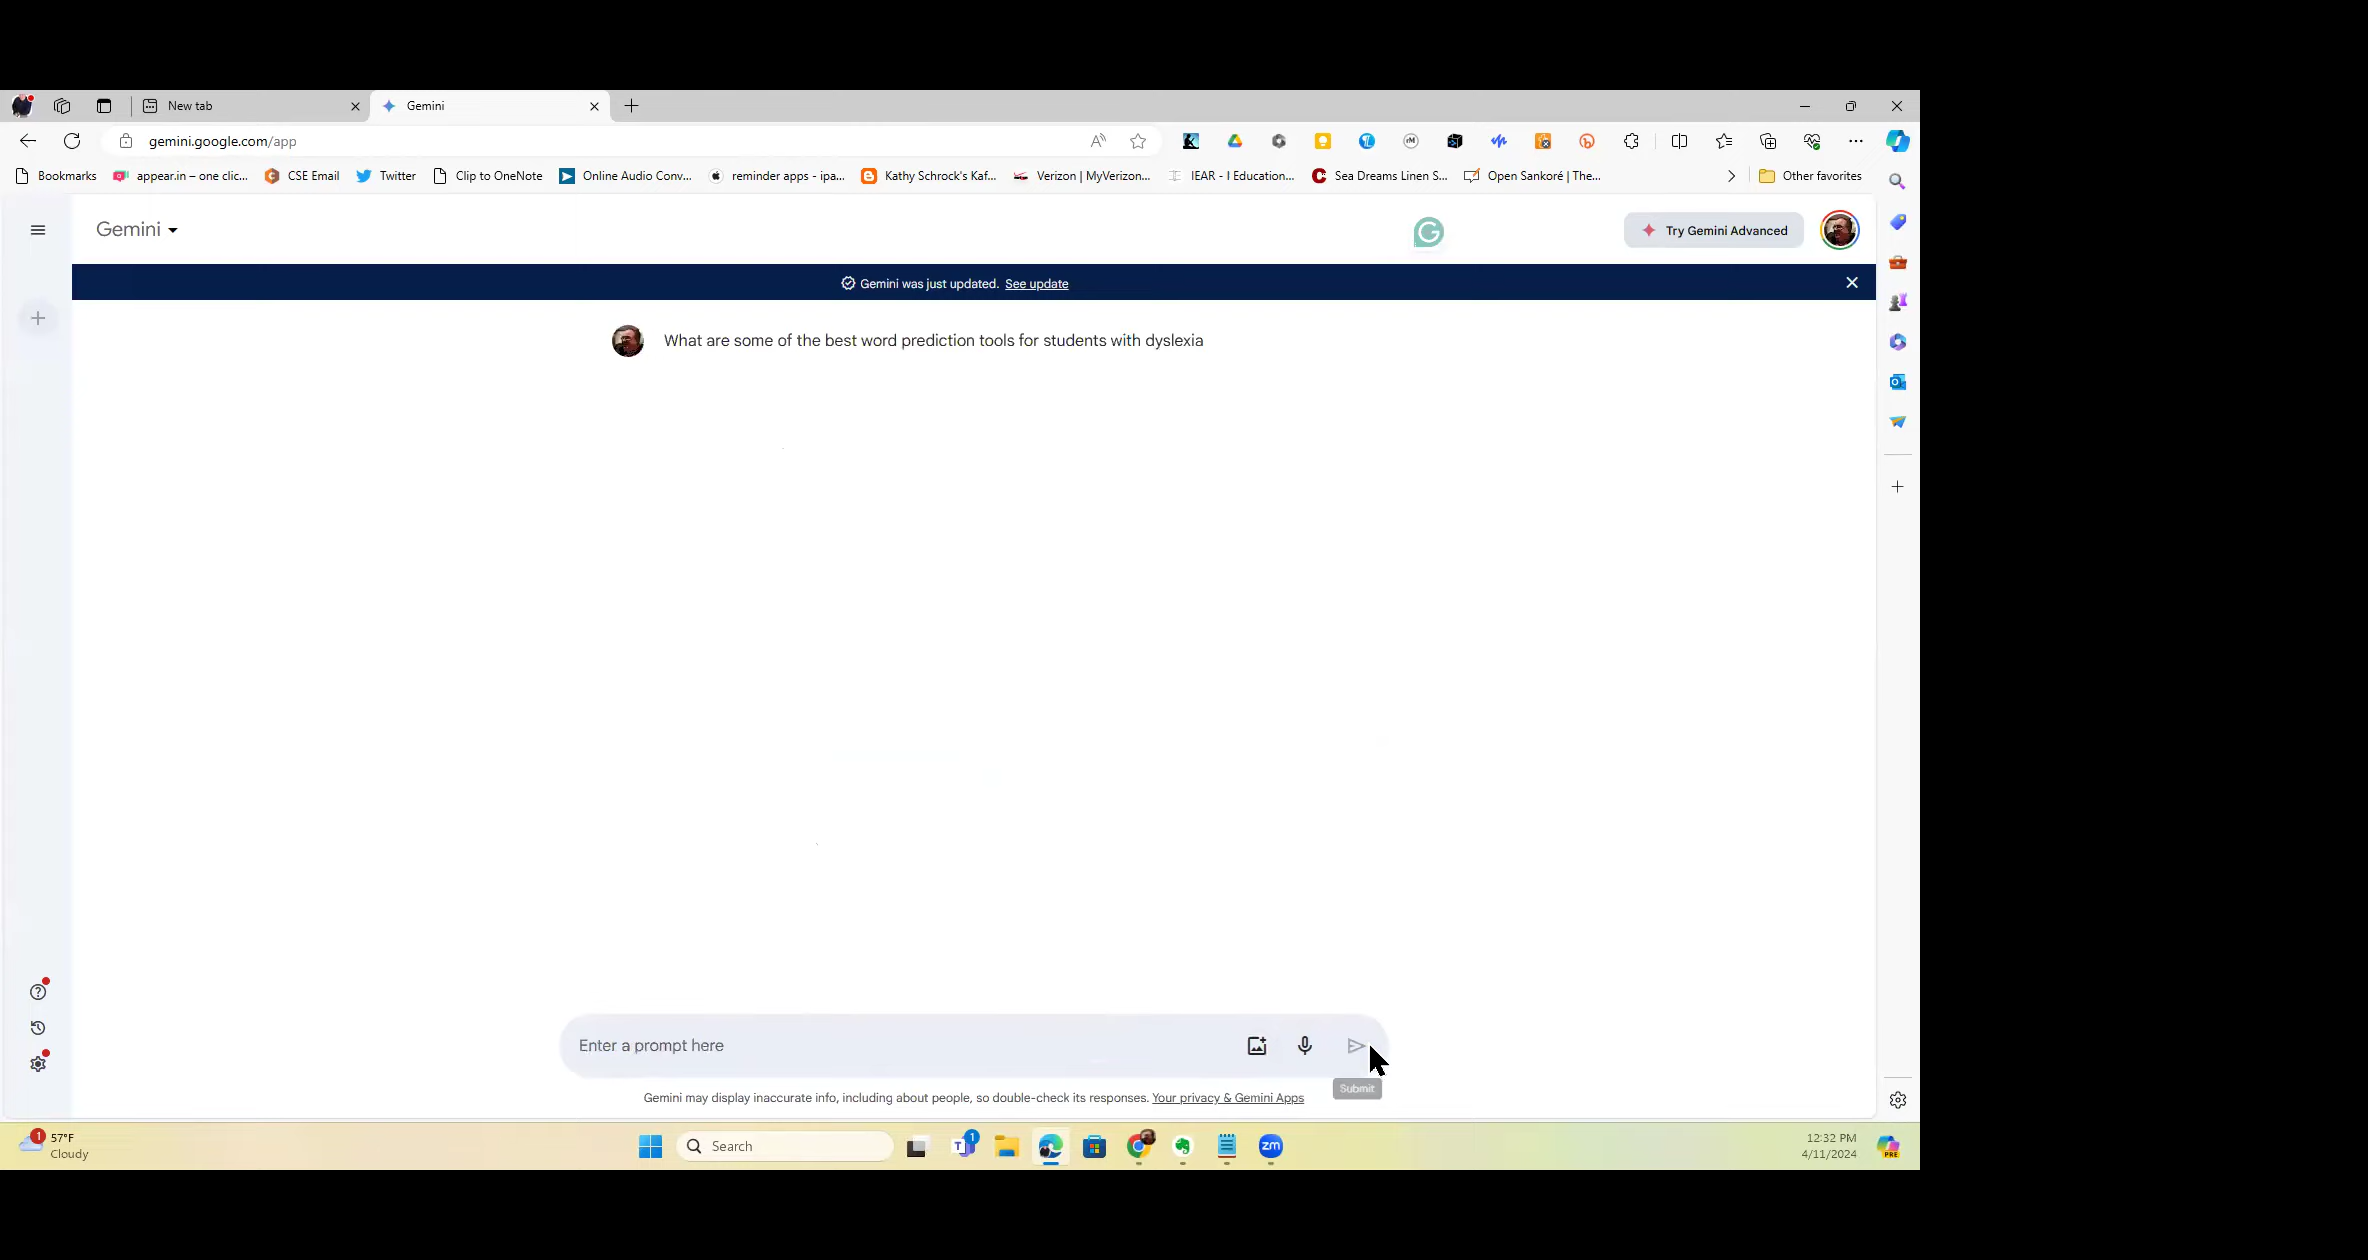 New tab
Gemini
gemini.google.com/app
Bookmarks
appear.in – one clic...
CSE Email
Twitter
Clip to OneNote
Online Audio Conv...
reminder apps - ipa...
Kathy Schrock's Kaf...
Verizon | MyVerizon...
IEAR - I Education...
Sea Dreams Linen S...
Open Sankoré | The...
Other favorites
Gemini
Try Gemini Advanced
Gemini was just updated. See update
What are some of the best word prediction tools for students with dyslexia
Enter a prompt here
Submit
Gemini may display inaccurate info, including about people, so double-check its responses. Your privacy & Gemini Apps
1
57°F
Cloudy
Search
1
zm
12:32 PM
4/11/2024
PRE